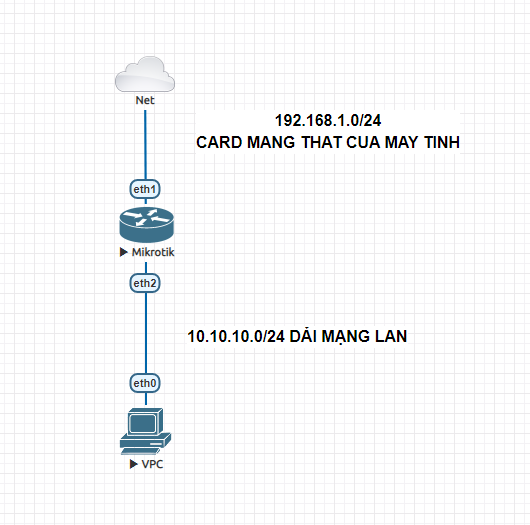 Net
192.168.1.0/24
CARD MANG THAT CUA MAY TINH
eth1
Mikrotik
eth2
10.10.10.0/24 DẢI MẠNG LAN
eth0
VPC